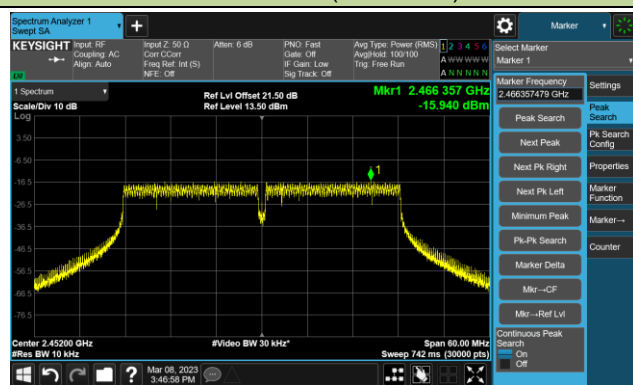 Spectrum Analyzer 1
Swept SA
Marker
KEYSIGHT
Input: RF
Coupling: AC
Align: Auto
Input Z: 50 Ω
Corr CCorr
Freq Ref: Int (S)
NFE: Off
Atten: 6 dB
PNO: Fast
Gate: Off
IF Gain: Low
Sig Track: Off
Avg Type: Power (RMS)
Avg|Hold: 100/100
Trig: Free Run
1 2 3 4 5 6
A W W W W W
A N N N N N
Select Marker
Marker 1
1 Spectrum
Scale/Div 10 dB
Log
Ref Lvl Offset 21.50 dB
Ref Level 13.50 dBm
Mkr1 2.466 357 GHz
-15.940 dBm
3.50
-6.50
-16.5
-26.5
-36.5
-46.5
-56.5
-66.5
-76.5
1
Center 2.45200 GHz
#Res BW 10 kHz
#Video BW 30 kHz*
Span 60.00 MHz
Sweep 742 ms (30000 pts)
Marker Frequency
2.466357479 GHz
Peak Search
Next Peak
Next Pk Right
Next Pk Left
Minimum Peak
Pk-Pk Search
Marker Delta
Mkr→CF
Mkr→Ref Lvl
Continuous Peak
Search
On
Off
Settings
Peak
Search
Pk Search
Config
Properties
Marker
Function
Marker→
Counter
Mar 08, 2023
3:46:58 PM